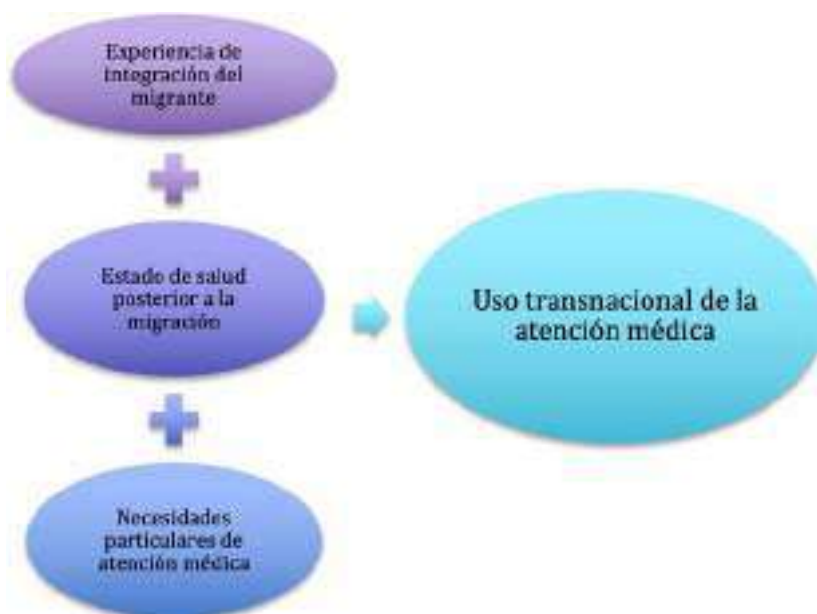 Experiencia de
integración del
migrante
Estado de salud
posterior a la
migración
Necesidades
particulares de
atención médica
Uso transnacional de la
atención médica